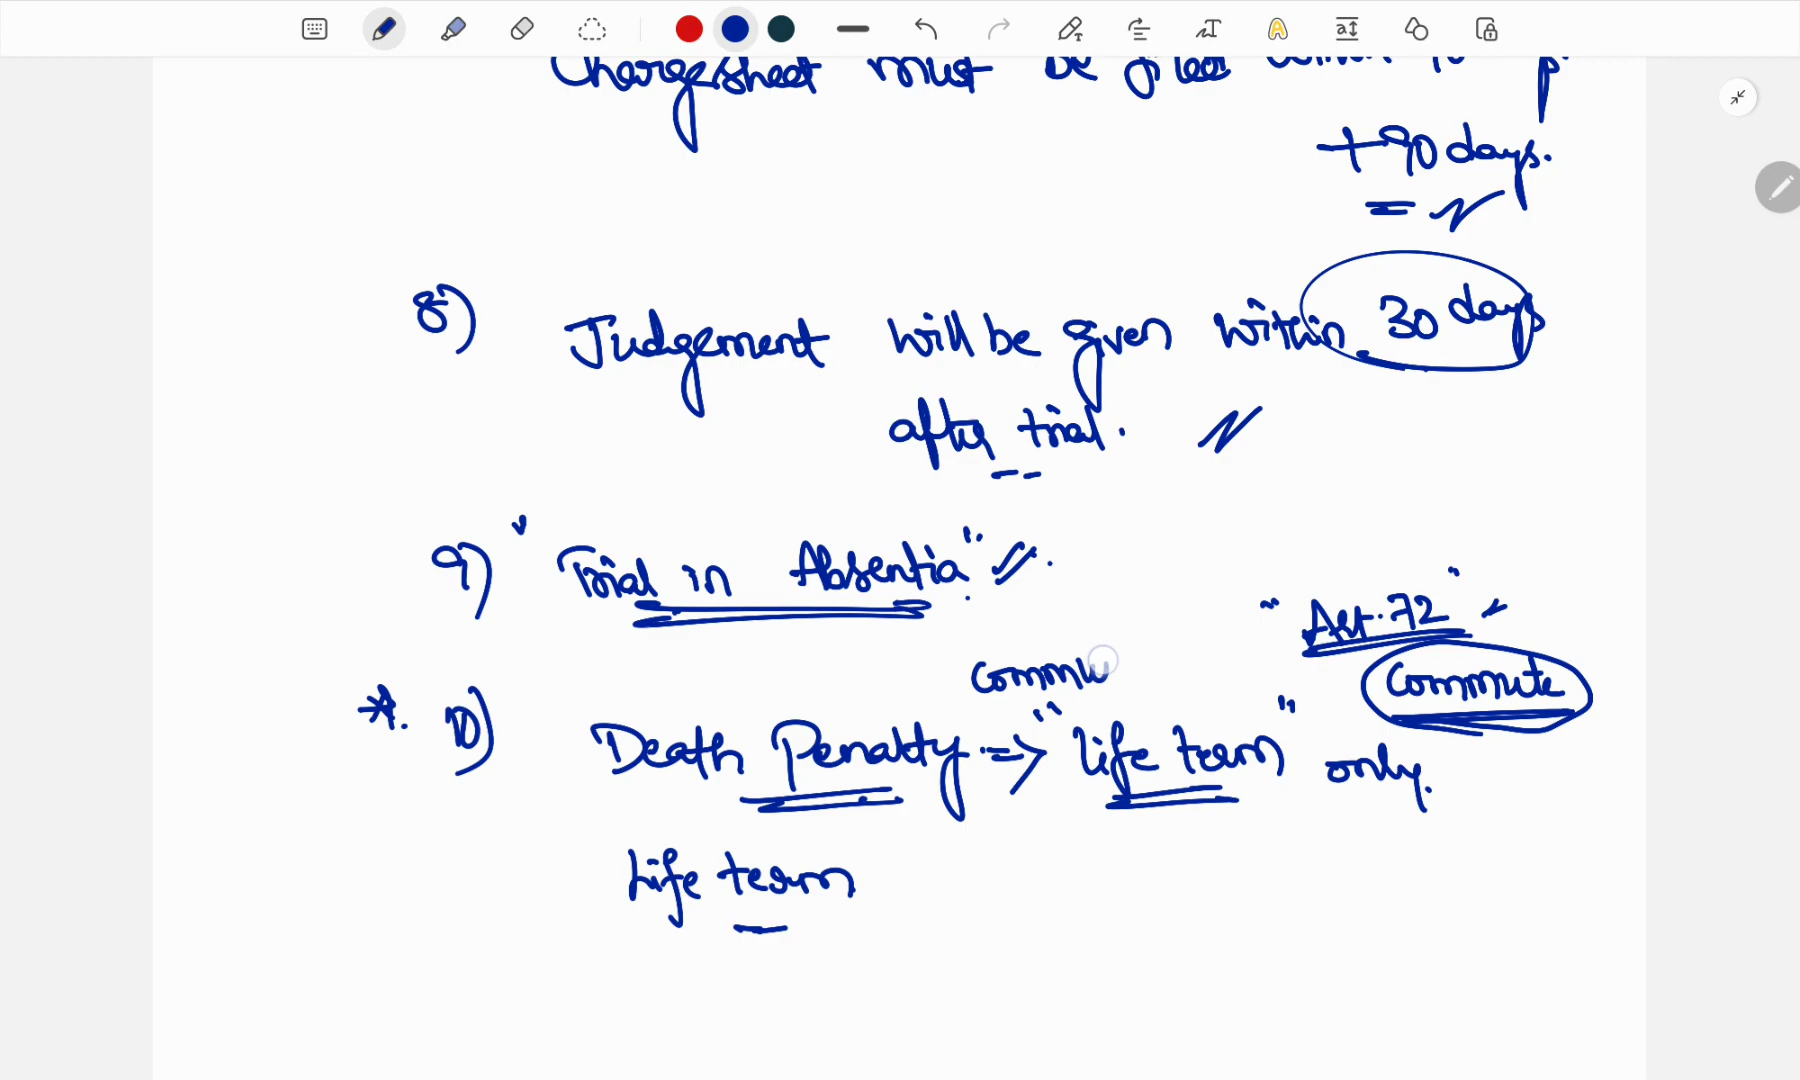 Chargesheet must be filed
+ 90 days.
8) Judgement will be given within 30 days
after trial.
9) "Trial in Absentia"
"Art. 72"
commu
Commute
*. 10) Death Penalty => "life term" only.
Life term